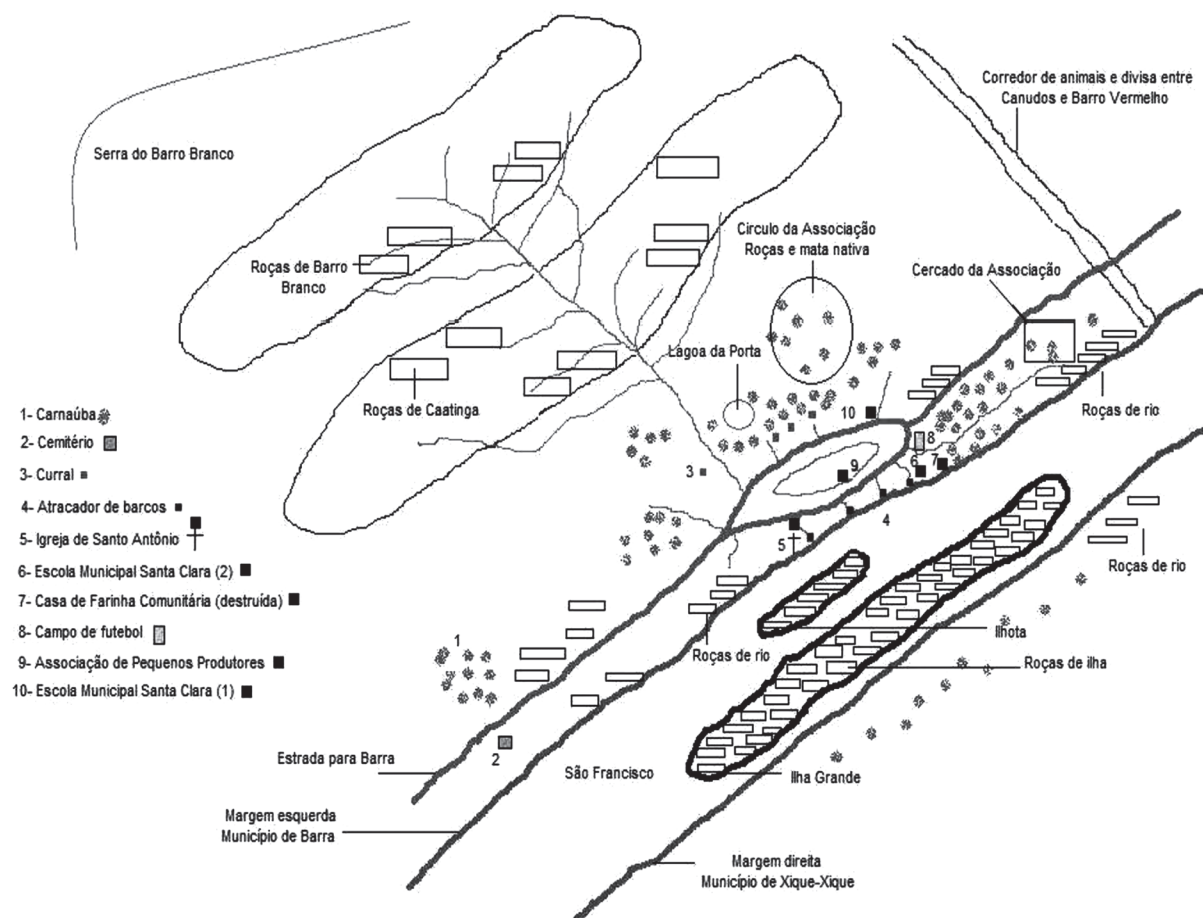 Corredor de animais e divisa entre
Canudos e Barro Vermelho
Serra do Barro Branco
Circulo da Associação
Roças e mata nativa
Cercado da Associação
Roças de Barro
Branco
Lagoa da Porta
Roças de Caatinga
Roças de rio
10
8
9
6
7
3
4
5
1- Carnaúba
2- Cemitério
3- Curral
4- Atracador de barcos
5- Igreja de Santo Antônio
6- Escola Municipal Santa Clara (2)
7- Casa de Farinha Comunitária (destruída)
8- Campo de futebol
9- Associação de Pequenos Produtores
10- Escola Municipal Santa Clara (1)
Roças de rio
Ilhota
1
Roças de rio
Roças de ilha
2
Estrada para Barra
São Francisco
Ilha Grande
Margem esquerda
Município de Barra
Margem direita
Município de Xique-Xique